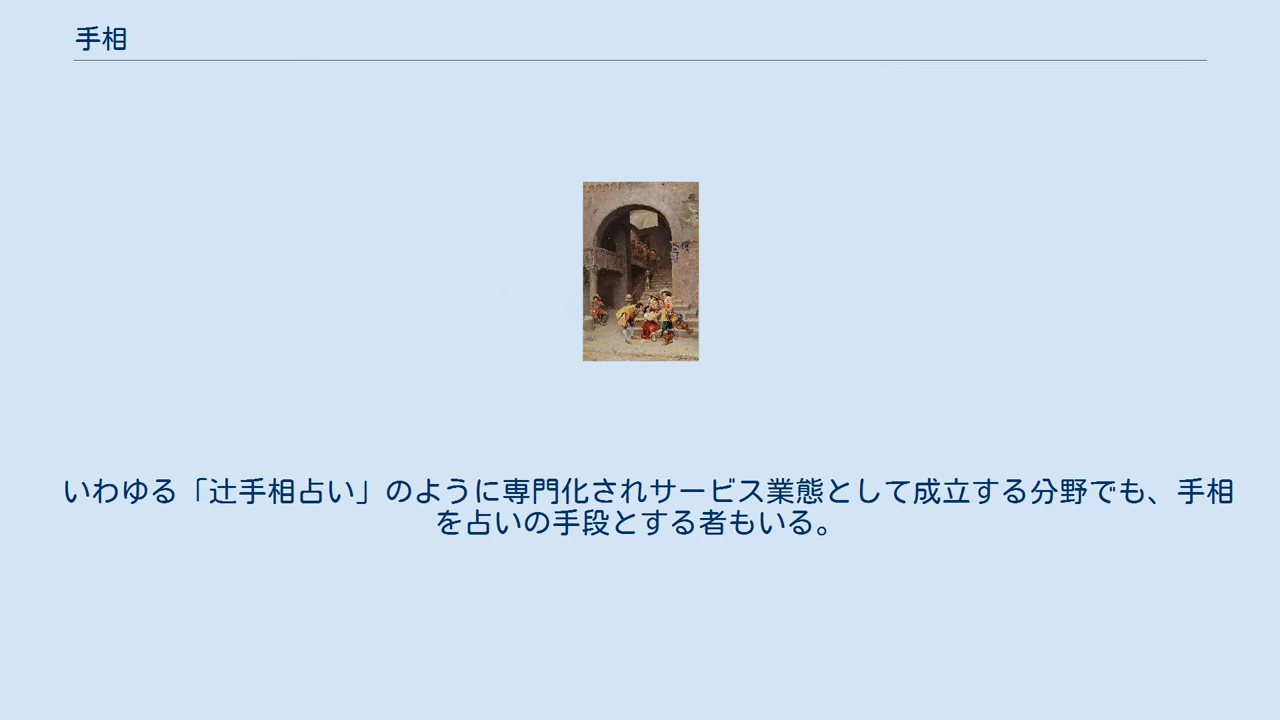 手相
いわゆる「辻手相占い」のように専門化されサービス業態として成立する分野でも、手相
を占いの手段とする者もいる。